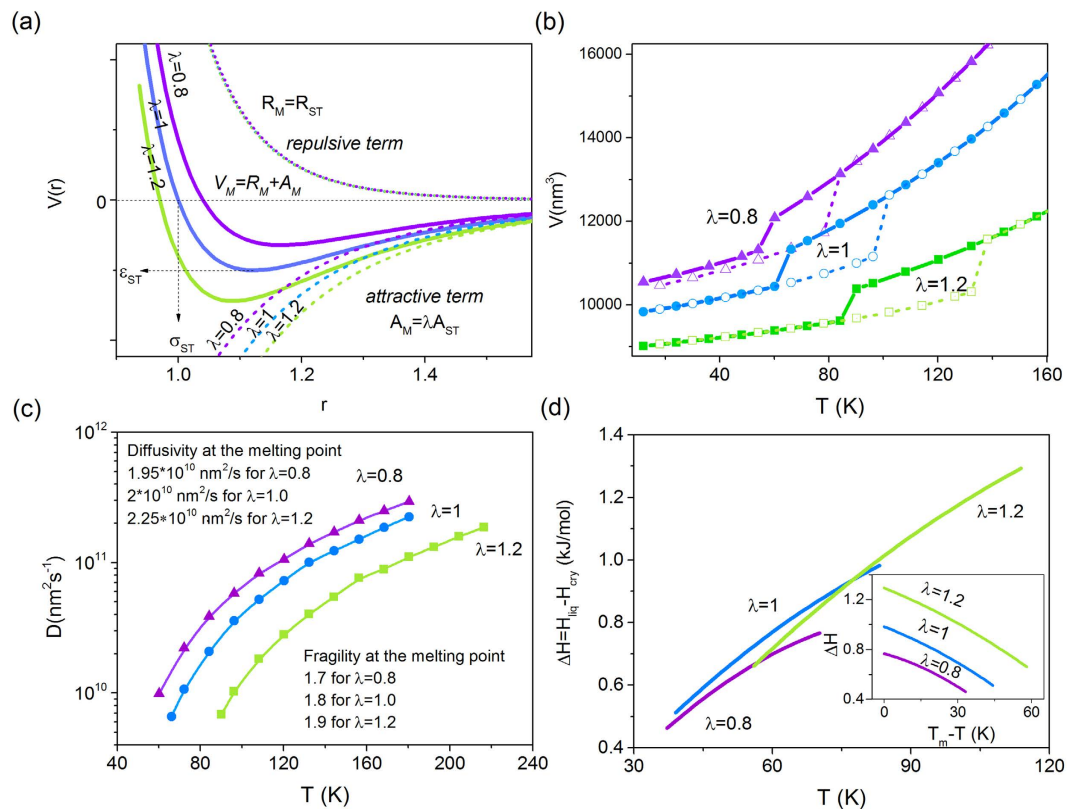 (a)
λ=0.8
λ=1
λ=1.2
R_M=R_ST
repulsive term
V_M=R_M+A_M
V(r)
0
ε_ST
σ_ST
attractive term
A_M=λA_ST
λ=0.8
λ=1
λ=1.2
1.0
1.2
1.4
r
(b)
16000
14000
12000
10000
V(nm³)
λ=0.8
λ=1
λ=1.2
40
80
120
160
T (K)
(c)
10¹²
10¹¹
10¹⁰
D(nm²s⁻¹)
Diffusivity at the melting point
1.95*10¹⁰ nm²/s for λ=0.8
2*10¹⁰ nm²/s for λ=1.0
2.25*10¹⁰ nm²/s for λ=1.2
λ=0.8
λ=1
λ=1.2
Fragility at the melting point
1.7 for λ=0.8
1.8 for λ=1.0
1.9 for λ=1.2
40
60
80
100
120
140
160
180
200
220
240
T (K)
(d)
1.4
1.2
1.0
0.8
0.6
0.4
ΔH=H_liq-H_cry (kJ/mol)
λ=1.2
λ=1
λ=0.8
1.2
0.8
0.4
ΔH
λ=1.2
λ=1
λ=0.8
0
30
60
T_m-T (K)
30
60
90
120
T (K)